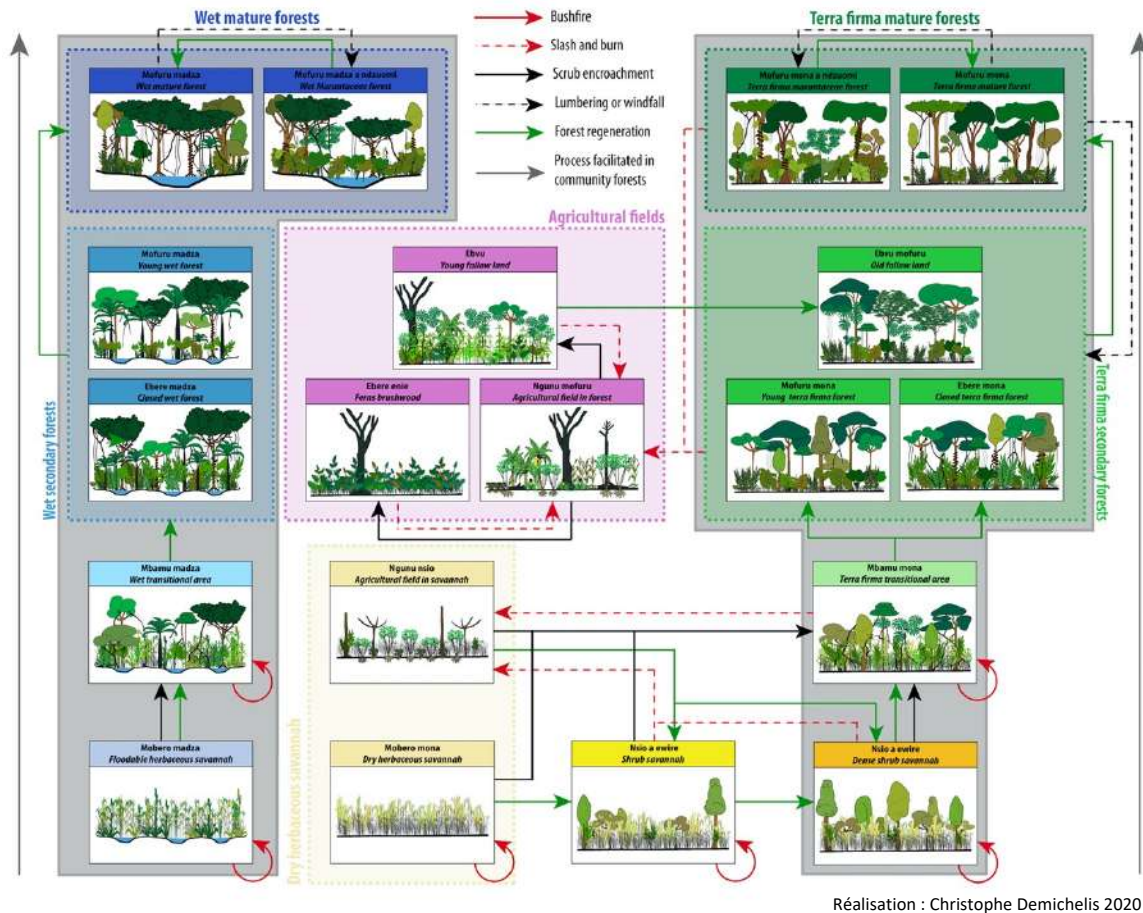 Wet mature forests
Bushfire
Slash and burn
Scrub encroachment
Lumbering or windfall
Forest regeneration
Process facilitated in
community forests
Terra firma mature forests
Mofuru madza
Wet mature forest
Mofuru madza a ndzuomi
Wet Marantaceae forest
Mofuru mona a ndzuomi
Terra firma marantaceae forest
Mofuru mona
Terra firma mature forest
Agricultural fields
Mofuru madza
Young wet forest
Ebvu
Young fallow land
Ebvu mofuru
Old fallow land
Wet secondary forests
Ebere madza
Closed wet forest
Ebere enie
Feras brushwood
Ngunu mofuru
Agricultural field in forest
Mofuru mona
Young terra firma forest
Ebere mona
Closed terra firma forest
Terra firma secondary forests
Mbamu madza
Wet transitional area
Ngunu nsio
Agricultural field in savannah
Mbamu mona
Terra firma transitional area
Dry herbaceous savannah
Mobero madza
Floodable herbaceous savannah
Mobero mona
Dry herbaceous savannah
Nsio a ewire
Shrub savannah
Nsio a ewire
Dense shrub savannah
Réalisation : Christophe Demichelis 2020